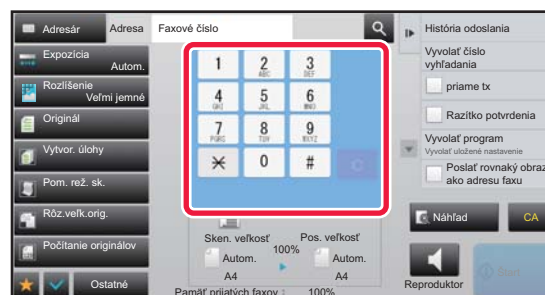 Adresár
Adresa
Faxové číslo
Expozícia
Autom.
Rozlíšenie
Veľmi jemné
Originál
Vytvor. úlohy
Pom. rež. sk.
Rôz.veľk.orig.
Počítanie originálov
Ostatné
1
2
ABC
3
DEF
4
GHI
5
JKL
6
MNO
7
PQRS
8
TUV
9
WXYZ
0
#
Sken. veľkosť
100%
Pos. veľkosť
Autom.
A4
Autom.
A4
Pamäť prijatých faxov :
100%
História odoslania
Vyvolať číslo
vyhľadania
priame tx
Razítko potvrdenia
Vyvolať program
Vyvolať uložené nastavenie
Poslať rovnaký obraz
ako adresu faxu
Náhľad
CA
Reproduktor
Štart